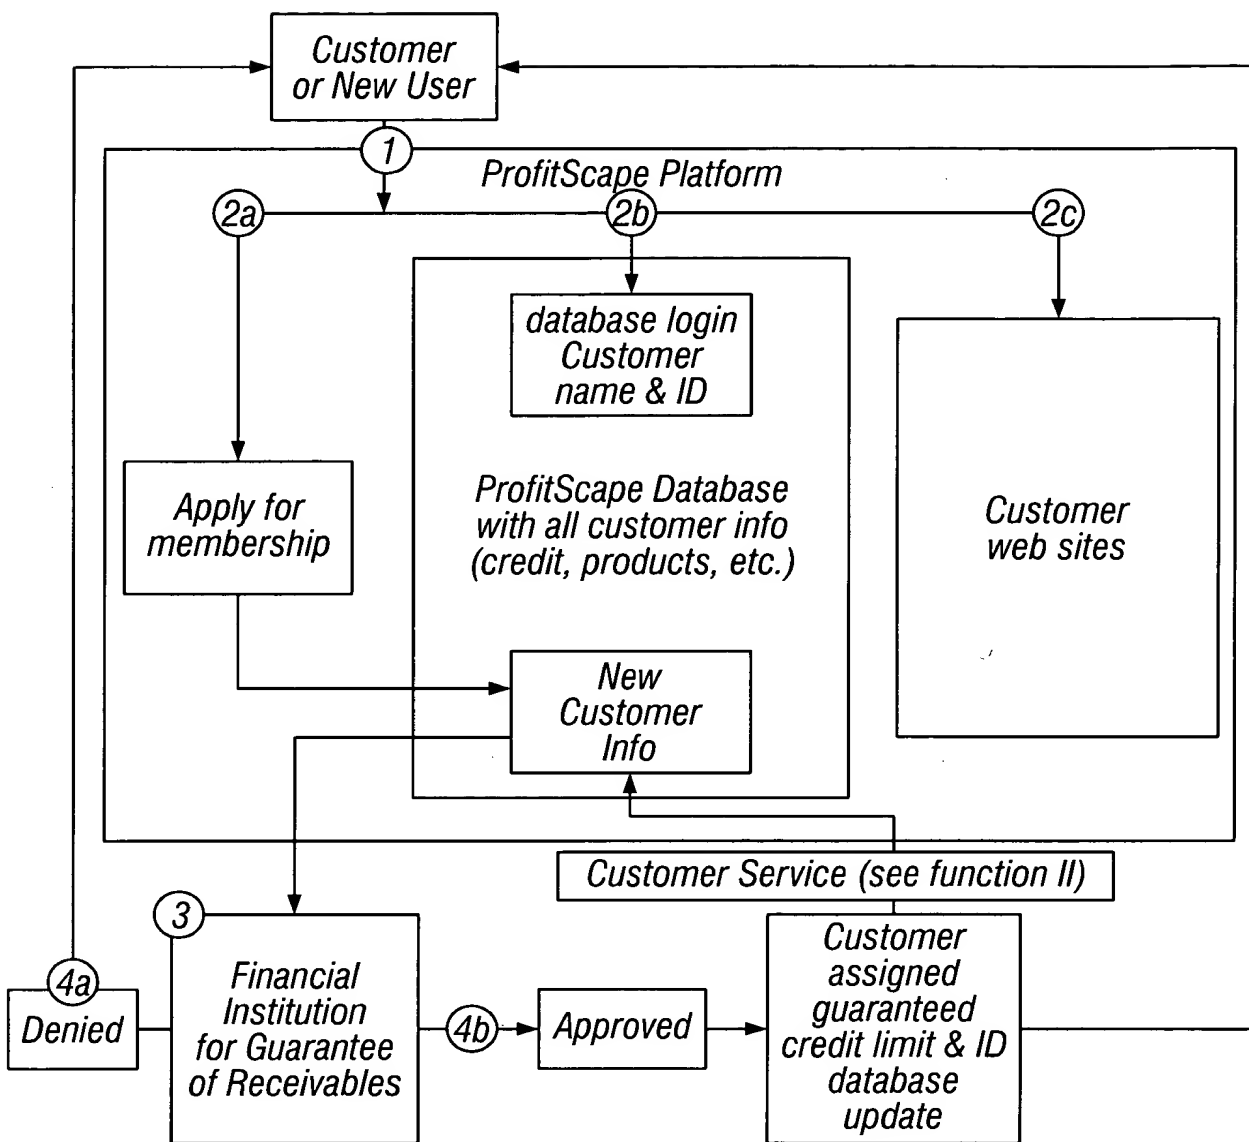 Customer
or New User
1
ProfitScape Platform
2a
2b
2c
database login
Customer
name & ID
Apply for
membership
ProfitScape Database
with all customer info
(credit, products, etc.)
Customer
web sites
New
Customer
Info
Customer Service (see function II)
3
Financial
Institution
for Guarantee
of Receivables
4a
Denied
4b
Approved
Customer
assigned
guaranteed
credit limit & ID
database
update